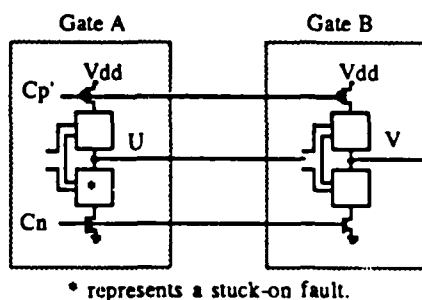 Gate A
Gate B
Vdd
Vdd
Cp'
U
V
*
Cn
* represents a stuck-on fault.